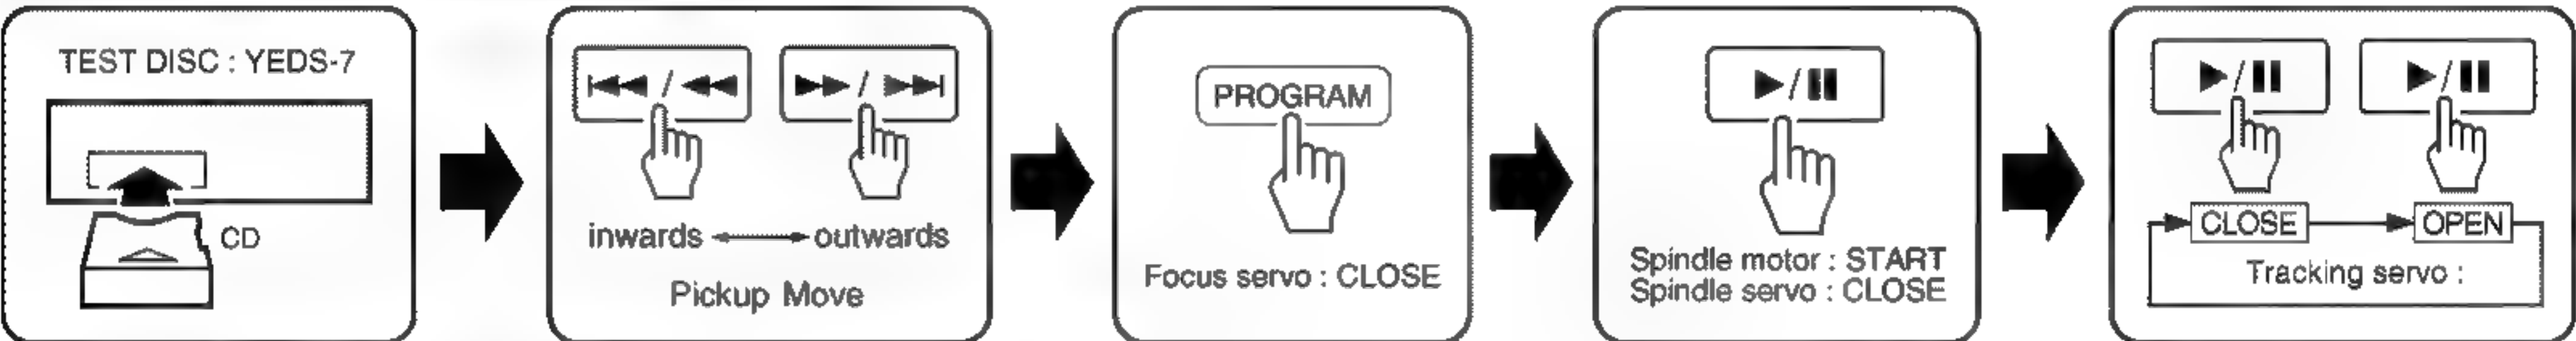 TEST DISC : YEDS-7
CD
inwards
outwards
Pickup Move
PROGRAM
Focus servo : CLOSE
Spindle motor : START
Spindle servo : CLOSE
CLOSE
OPEN
Tracking servo :